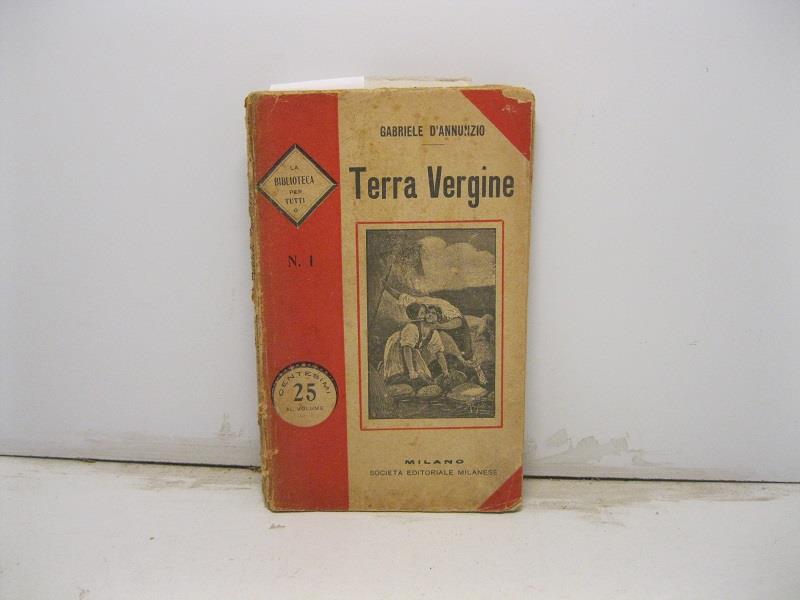 GABRIELE D'ANNUNZIO
Terra Vergine
LA
BIBLIOTECA
PER
TUTTI
N. 1
CENTESIMI
25
AL VOLUME
MILANO
SOCIETÀ EDITORIALE MILANESE